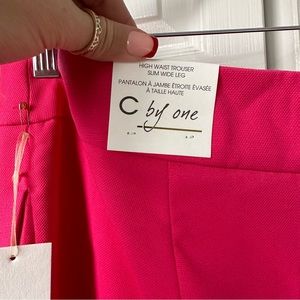 HIGH WAIST TROUSER
SLIM WIDE LEG
PANTALON À JAMBE ÉTROITE ÉVASÉE
À TAILLE HAUTE
C by one